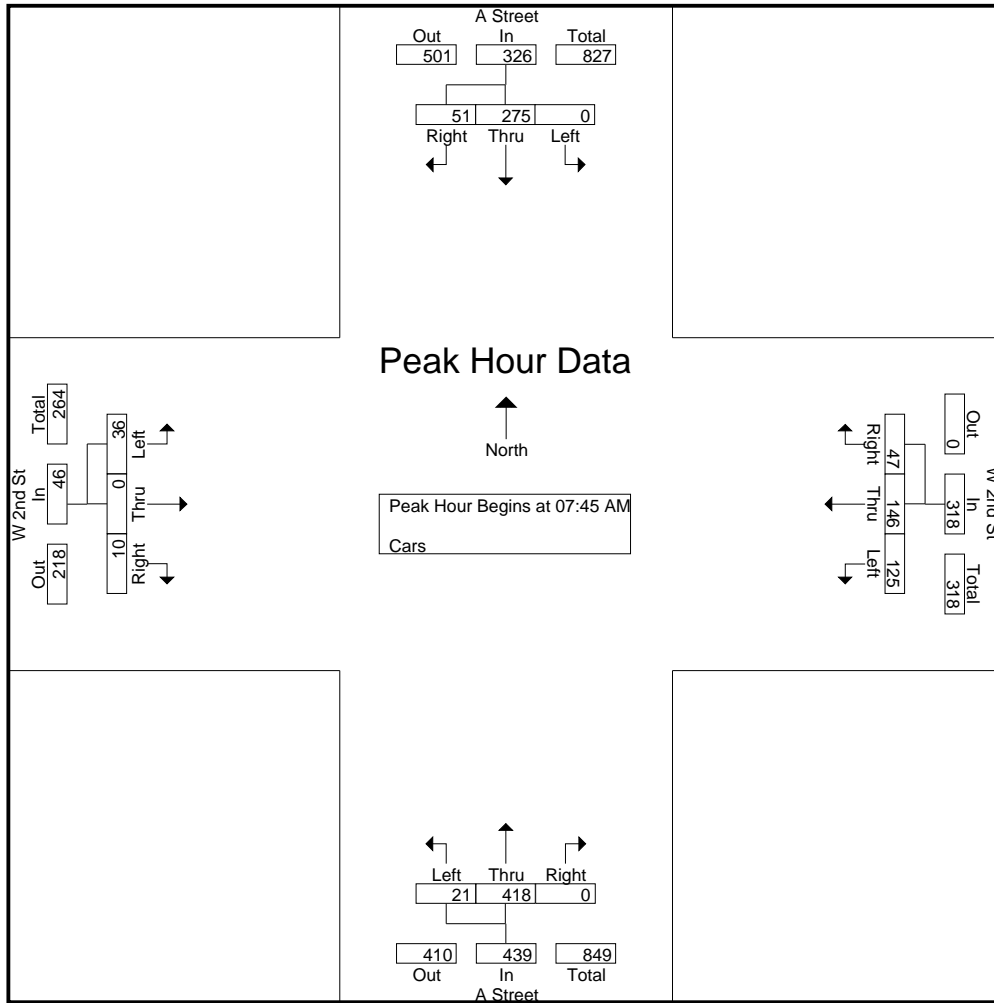 A Street
Out In Total
501 326 827
51 275 0
Right Thru Left
Peak Hour Data
North
Peak Hour Begins at 07:45 AM
Cars
W 2nd St
Total In Out
264 46 218
36 0 10
Left Thru Right
W 2nd St
Out In Total
0 318 318
47 146 125
Right Thru Left
Left Thru Right
21 418 0
410 439 849
Out In Total
A Street